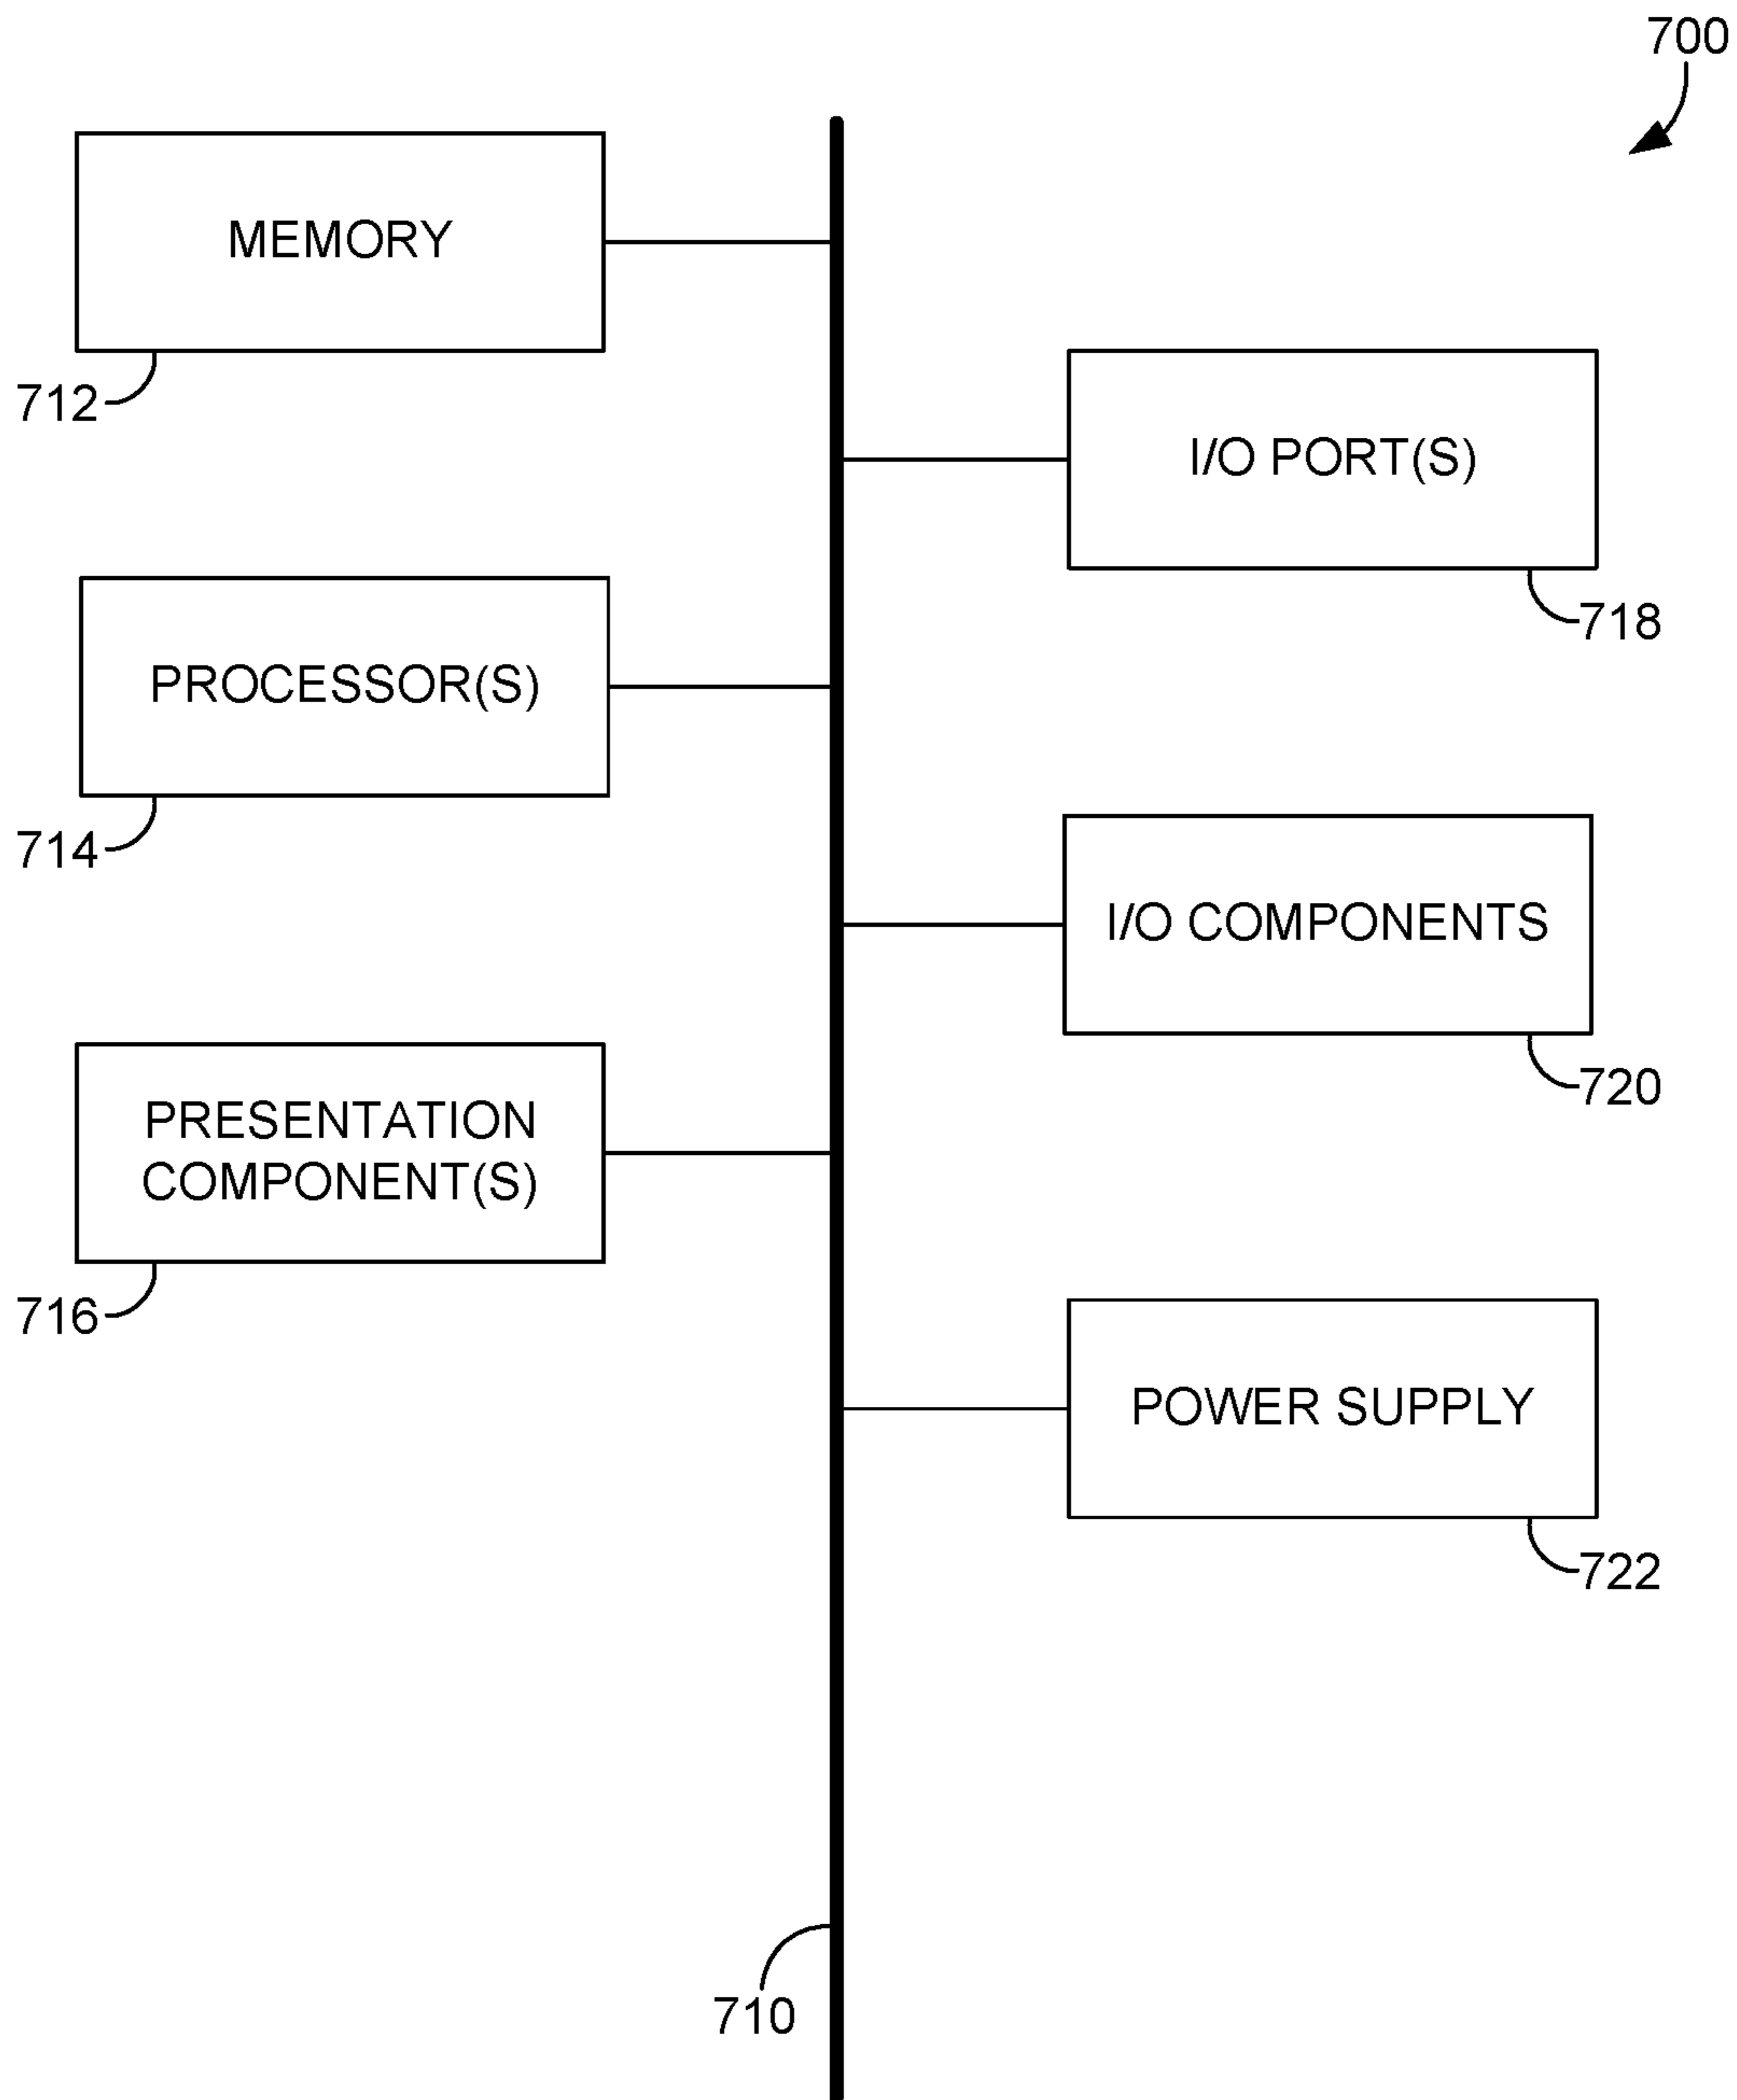 700
MEMORY
712
I/O PORT(S)
718
PROCESSOR(S)
714
I/O COMPONENTS
720
PRESENTATION
COMPONENT(S)
716
POWER SUPPLY
722
710